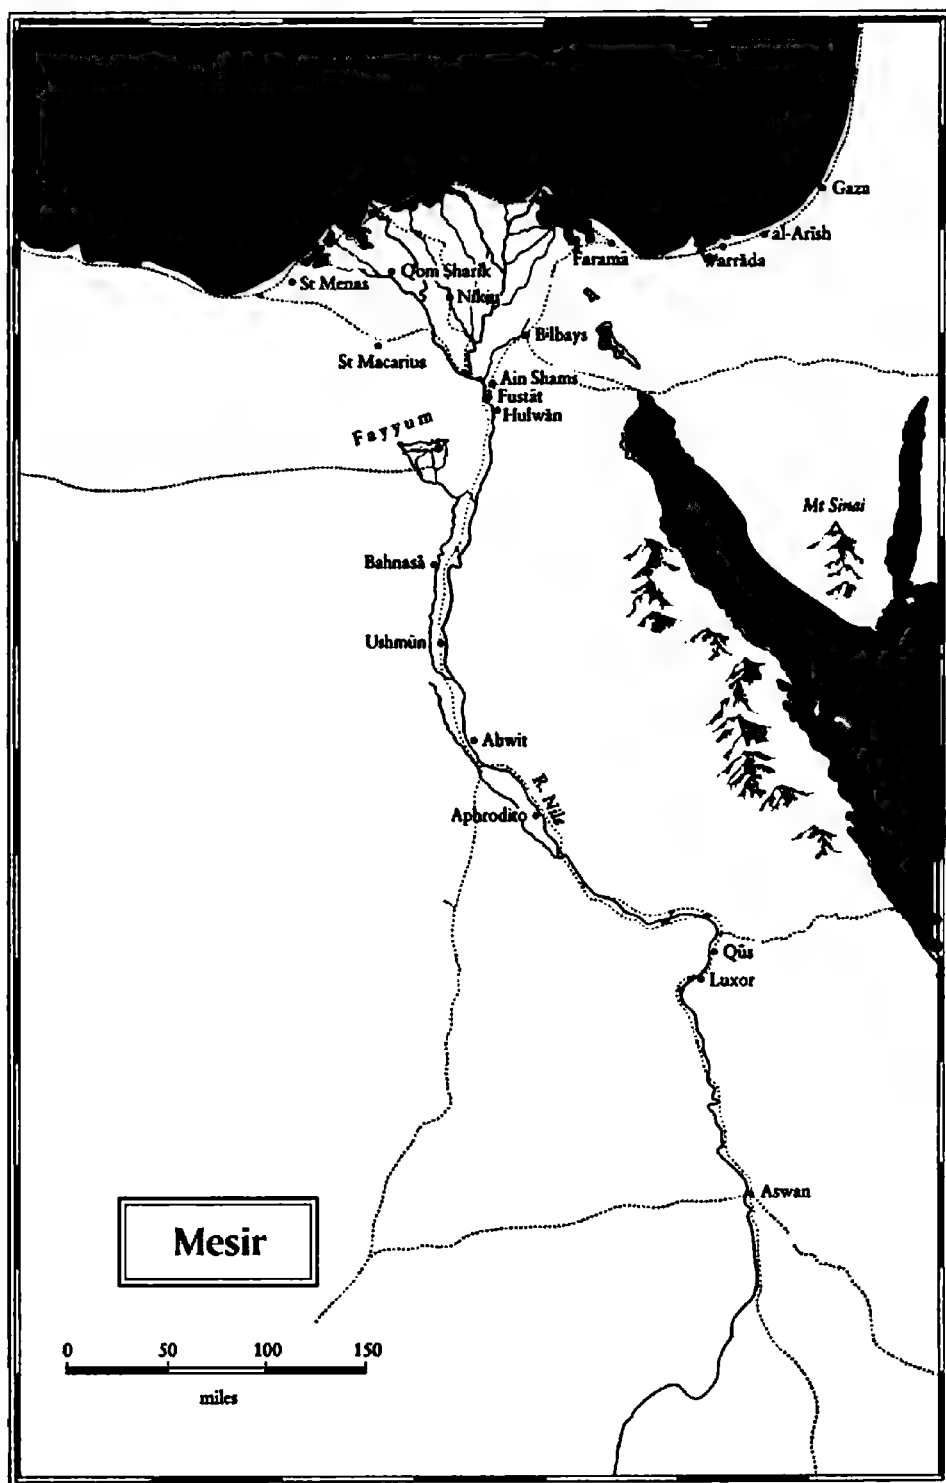 Gaza
al-Arīsh
Warrāda
Faramā
Qom Sharīk
St Menas
Nikiu
Bilbays
St Macarius
Ain Shams
Fustāt
Hulwān
Fayyum
Mt Sinai
Bahnasā
Ushmūn
Abwit
R. Nile
Aphrodito
Qūs
Luxor
Aswan
Mesir
0 50 100 150
miles